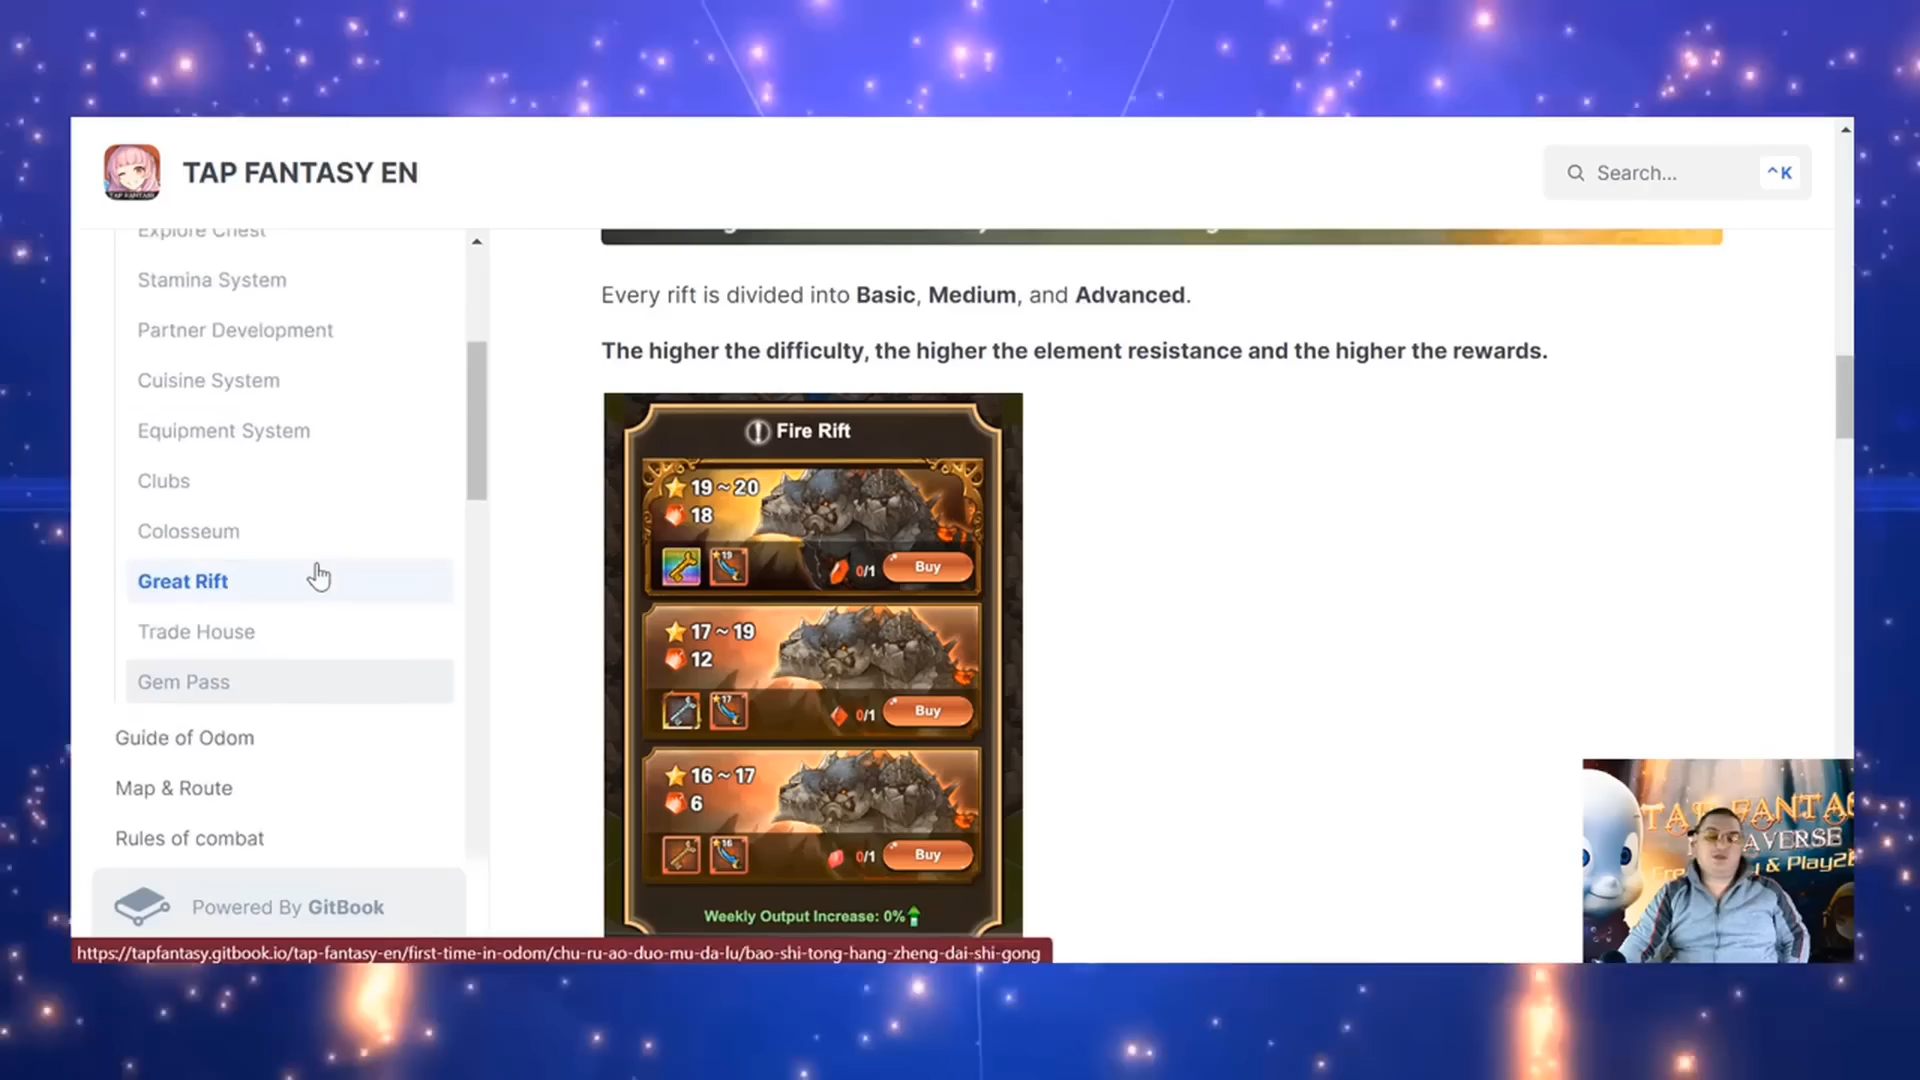 TAP FANTASY EN
Search...
^K
Explore Chest
Stamina System
Partner Development
Cuisine System
Equipment System
Clubs
Colosseum
Great Rift
Trade House
Gem Pass
Guide of Odom
Map & Route
Rules of combat
Powered By GitBook
https://tapfantasy.gitbook.io/tap-fantasy-en/first-time-in-odom/chu-ru-ao-duo-mu-da-lu/bao-shi-tong-hang-zheng-dai-shi-gong
Every rift is divided into Basic, Medium, and Advanced.
The higher the difficulty, the higher the element resistance and the higher the rewards.
Fire Rift
19~20
18
19
0/1
Buy
17~19
12
17
0/1
Buy
16~17
6
16
0/1
Buy
Weekly Output Increase: 0%